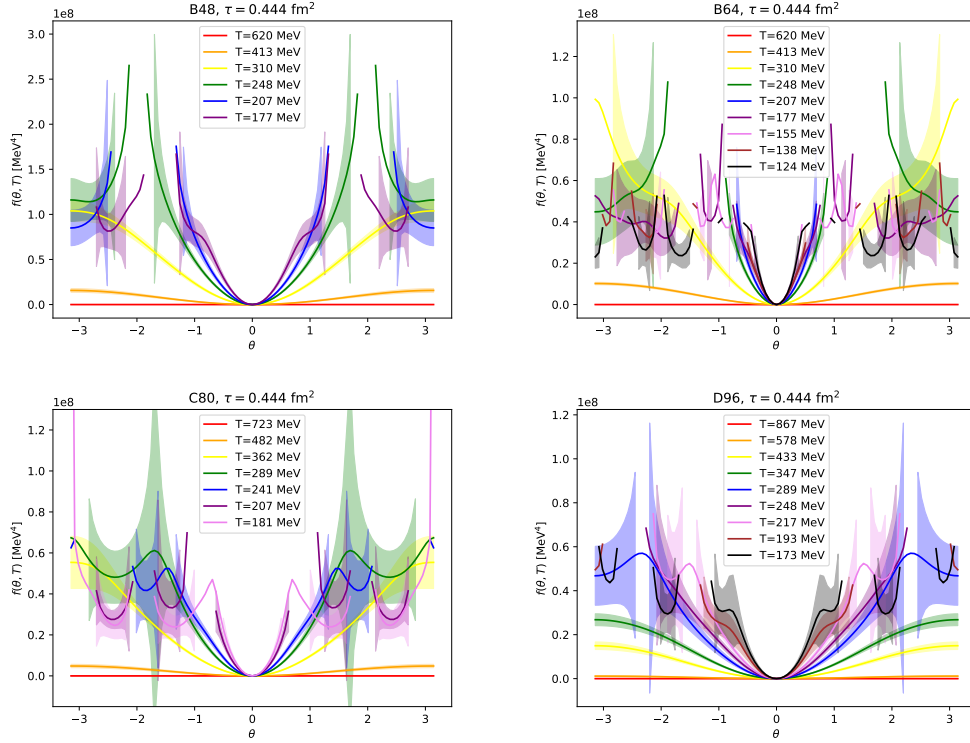 B48, τ = 0.444 fm²
1e8
f(θ, T) [MeV⁴]
3.0
2.5
2.0
1.5
1.0
0.5
0.0
−3 −2 −1 0 1 2 3
θ
T=620 MeV
T=413 MeV
T=310 MeV
T=248 MeV
T=207 MeV
T=177 MeV
B64, τ = 0.444 fm²
1e8
f(θ, T) [MeV⁴]
1.2
1.0
0.8
0.6
0.4
0.2
0.0
−3 −2 −1 0 1 2 3
θ
T=620 MeV
T=413 MeV
T=310 MeV
T=248 MeV
T=207 MeV
T=177 MeV
T=155 MeV
T=138 MeV
T=124 MeV
C80, τ = 0.444 fm²
1e8
f(θ, T) [MeV⁴]
1.2
1.0
0.8
0.6
0.4
0.2
0.0
−3 −2 −1 0 1 2 3
θ
T=723 MeV
T=482 MeV
T=362 MeV
T=289 MeV
T=241 MeV
T=207 MeV
T=181 MeV
D96, τ = 0.444 fm²
1e8
f(θ, T) [MeV⁴]
1.2
1.0
0.8
0.6
0.4
0.2
0.0
−3 −2 −1 0 1 2 3
θ
T=867 MeV
T=578 MeV
T=433 MeV
T=347 MeV
T=289 MeV
T=248 MeV
T=217 MeV
T=193 MeV
T=173 MeV